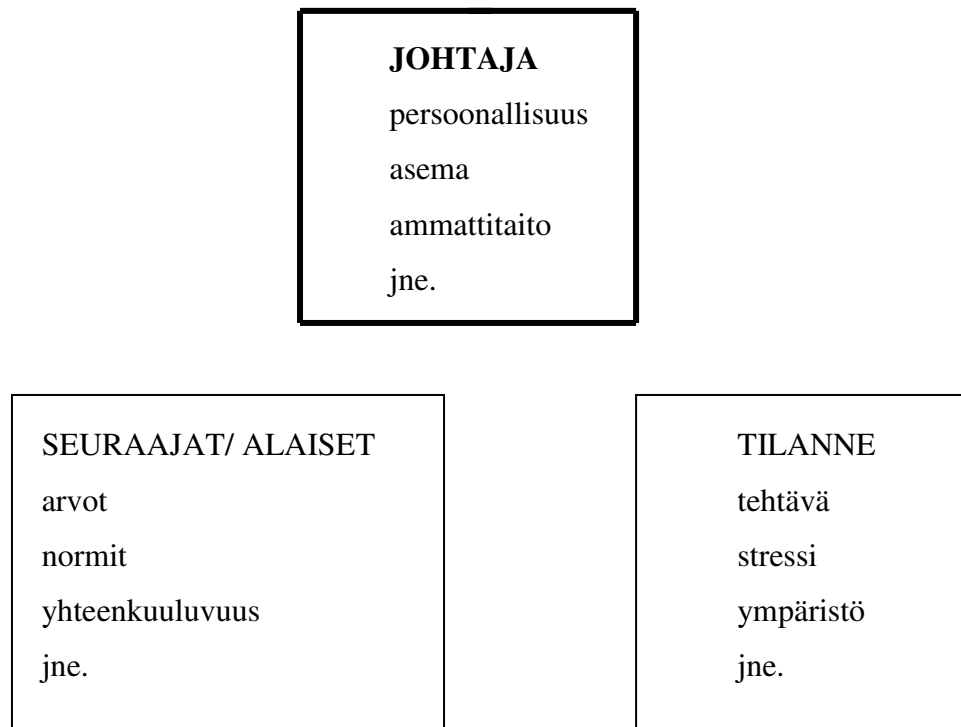 JOHTAJA
persoonallisuus
asema
ammattitaito
jne.
SEURAAJAT/ ALAISET
arvot
normit
yhteenkuuluvuus
jne.
TILANNE
tehtävä
stressi
ympäristö
jne.